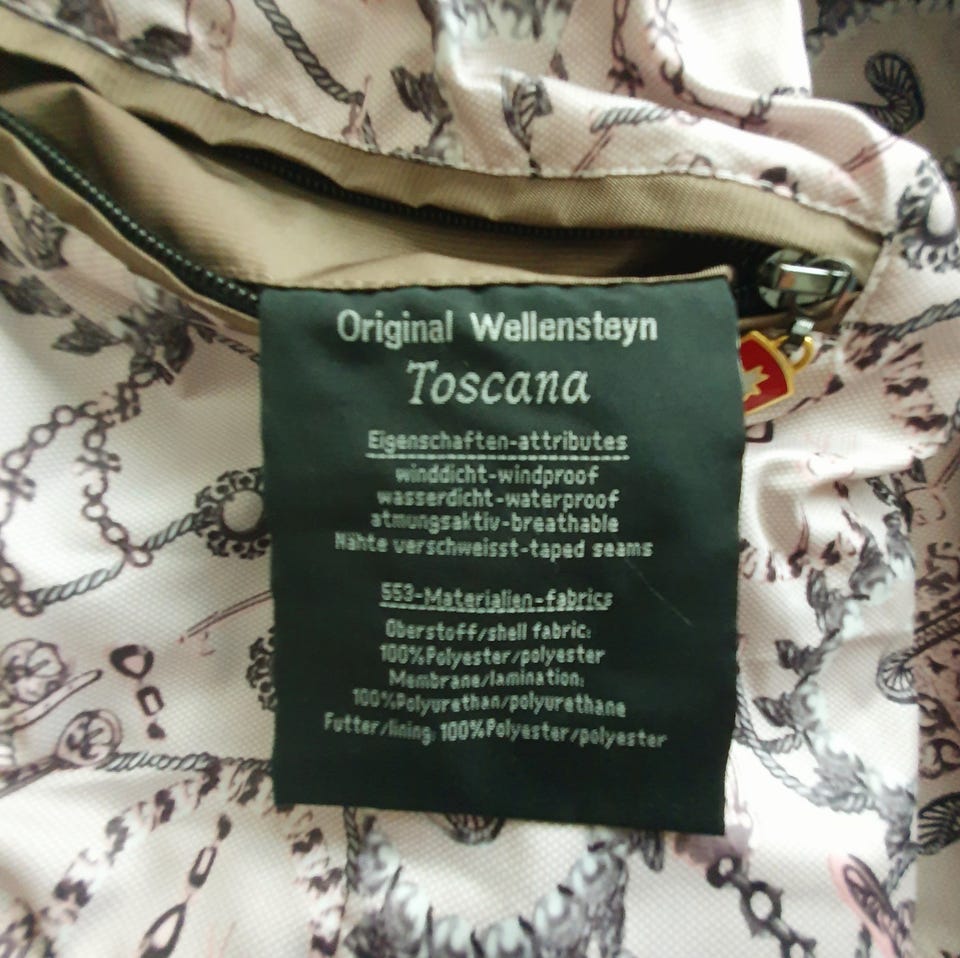 Original Wellensteyn
Toscana
Eigenschaften-attributes
winddicht-windproof
wasserdicht-waterproof
atmungsaktiv-breathable
Nähte verschweisst-taped seams
553-Materialien-fabrics
Oberstoff/shell fabric:
100%Polyester/polyester
Membrane/lamination:
100%Polyurethan/polyurethane
Futter/lining: 100%Polyester/polyester